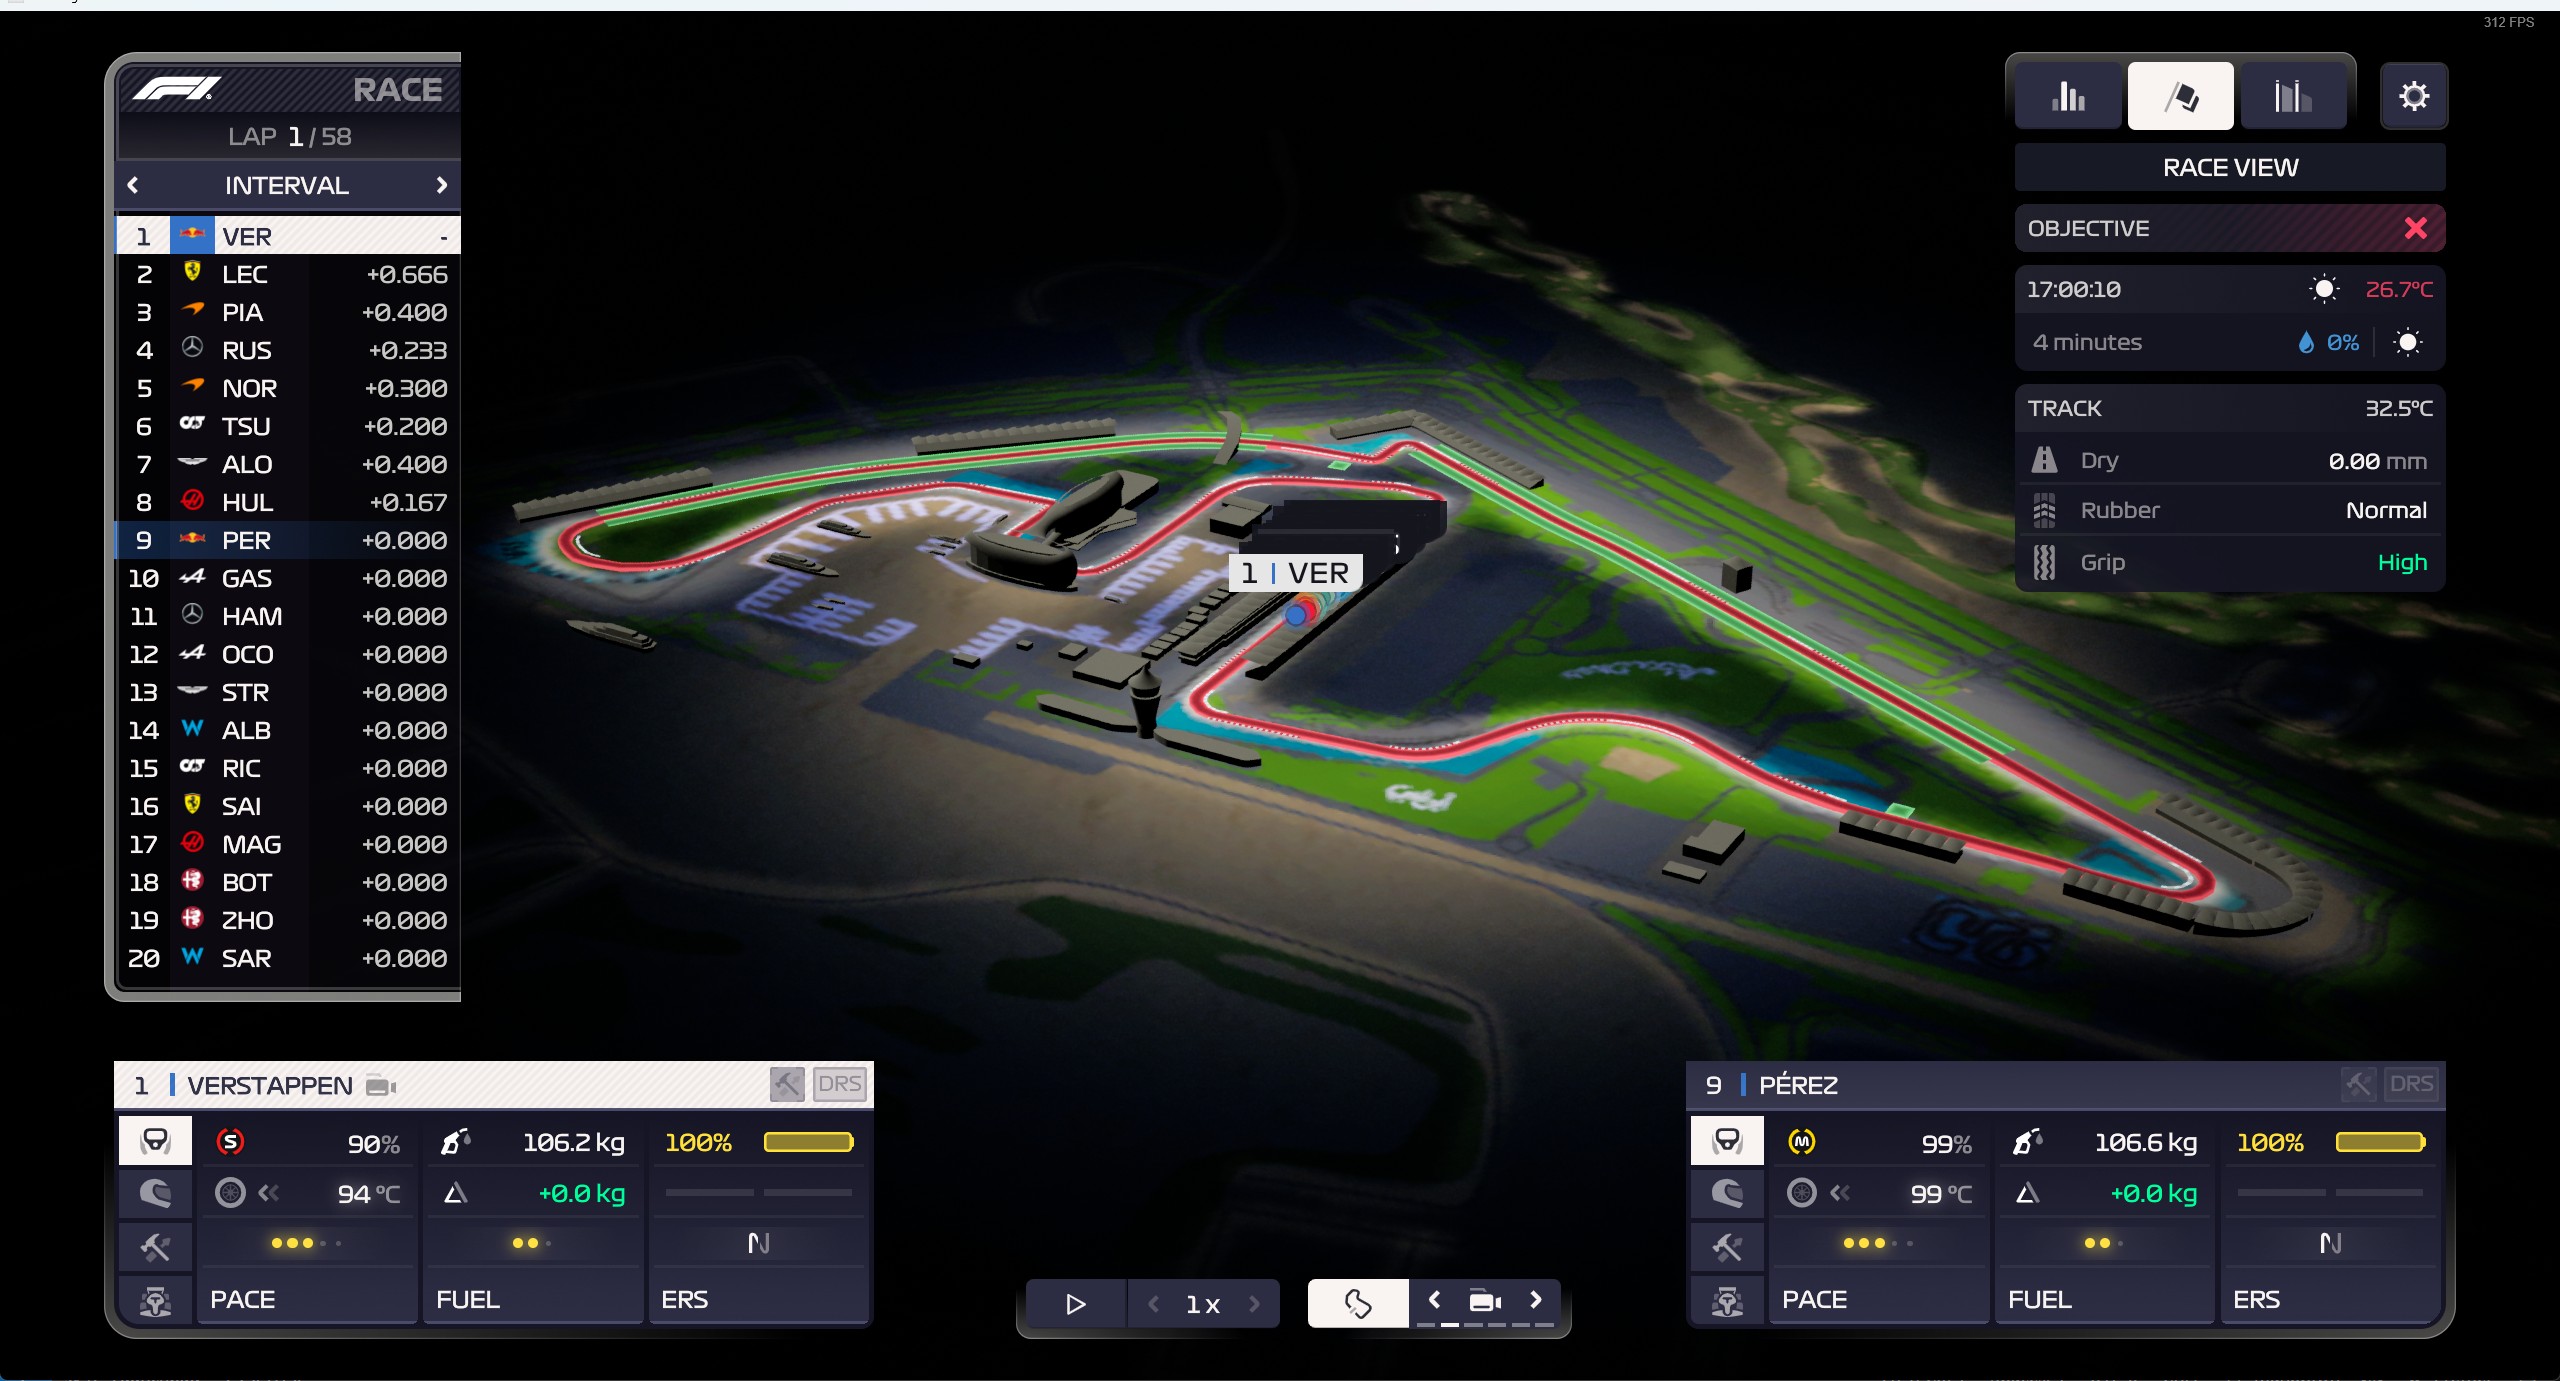 312 FPS
F1 RACE
LAP 1 / 58
INTERVAL
1 VER -
2 LEC +0.666
3 PIA +0.400
4 RUS +0.233
5 NOR +0.300
6 TSU +0.200
7 ALO +0.400
8 HUL +0.167
9 PER +0.000
10 GAS +0.000
11 HAM +0.000
12 OCO +0.000
13 STR +0.000
14 ALB +0.000
15 RIC +0.000
16 SAI +0.000
17 MAG +0.000
18 BOT +0.000
19 ZHO +0.000
20 SAR +0.000
1 | VER
RACE VIEW
OBJECTIVE
17:00:10 26.7°C
4 minutes 0%
TRACK 32.5°C
Dry 0.00 mm
Rubber Normal
Grip High
1 VERSTAPPEN DRS
S 90% 106.2 kg 100%
94 °C +0.0 kg
N
PACE FUEL ERS
1x
9 PÉREZ DRS
M 99% 106.6 kg 100%
99 °C +0.0 kg
N
PACE FUEL ERS